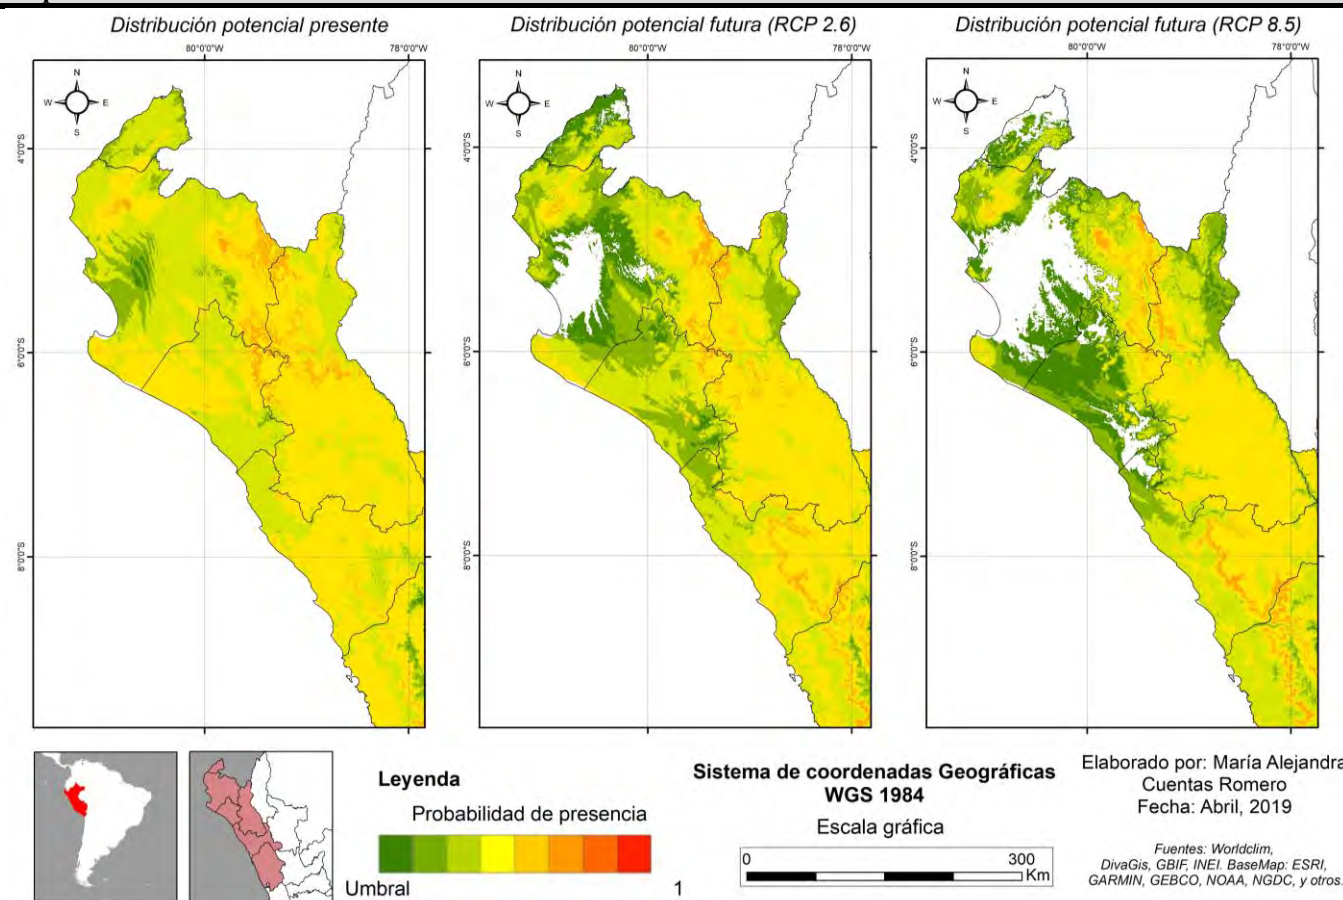 Distribución potencial presente
Distribución potencial futura (RCP 2.6)
Distribución potencial futura (RCP 8.5)
80°0'0"W 78°0'0"W
80°0'0"W 78°0'0"W
80°0'0"W 78°0'0"W
N
W E
S
N
W E
S
N
W E
S
4°0'0"S
4°0'0"S
4°0'0"S
6°0'0"S
6°0'0"S
6°0'0"S
8°0'0"S
8°0'0"S
8°0'0"S
Leyenda
Probabilidad de presencia
Umbral 1
Sistema de coordenadas Geográficas
WGS 1984
Escala gráfica
0 300
Km
Elaborado por: María Alejandra
Cuentas Romero
Fecha: Abril, 2019
Fuentes: Worldclim,
DivaGis, GBIF, INEI. BaseMap: ESRI,
GARMIN, GEBCO, NOAA, NGDC, y otros.